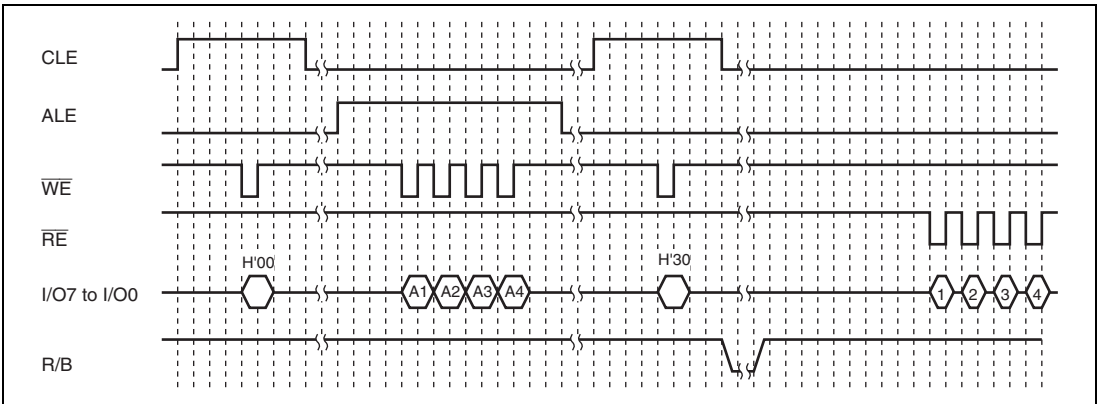 CLE
ALE
WE
RE
H'00
H'30
I/O7 to I/O0
A1 A2 A3 A4
1 2 3 4
R/B